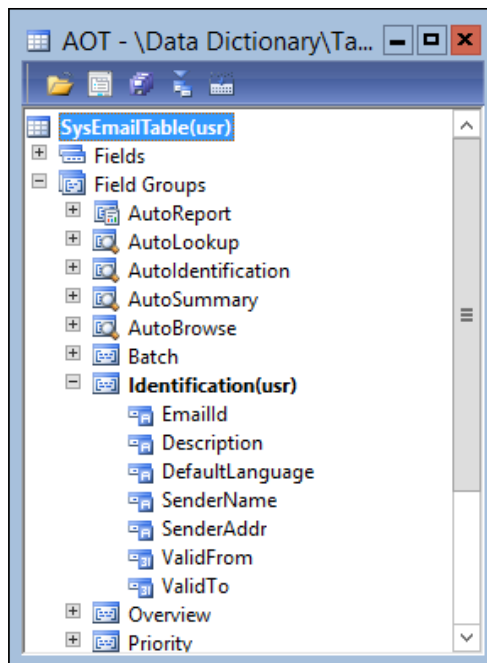 AOT - \Data Dictionary\Ta...
SysEmailTable(usr)
Fields
Field Groups
AutoReport
AutoLookup
AutoIdentification
AutoSummary
AutoBrowse
Batch
Identification(usr)
EmailId
Description
DefaultLanguage
SenderName
SenderAddr
ValidFrom
ValidTo
Overview
Priority